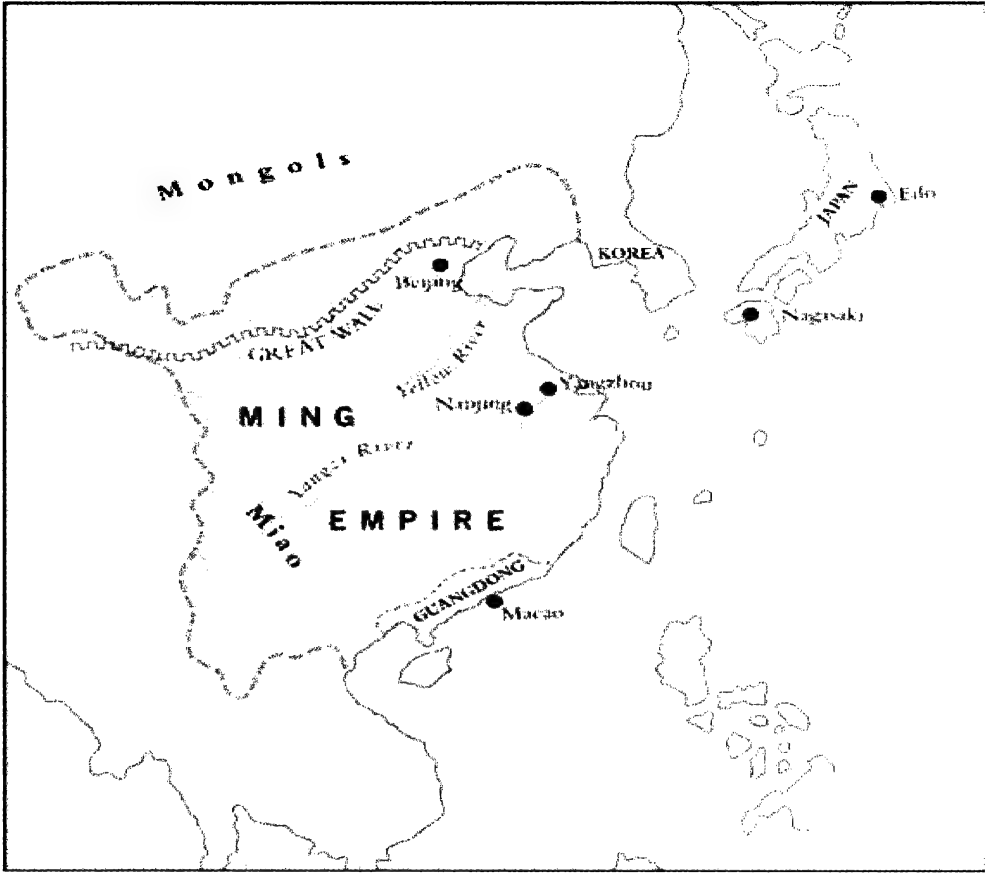 Mongols
Edo
JAPAN
KOREA
Beijing
Nagasaki
GREAT WALL
Yellow River
Yangzhou
Nanjing
MING
Yangzi River
Miao
EMPIRE
GUANGDONG
Macao